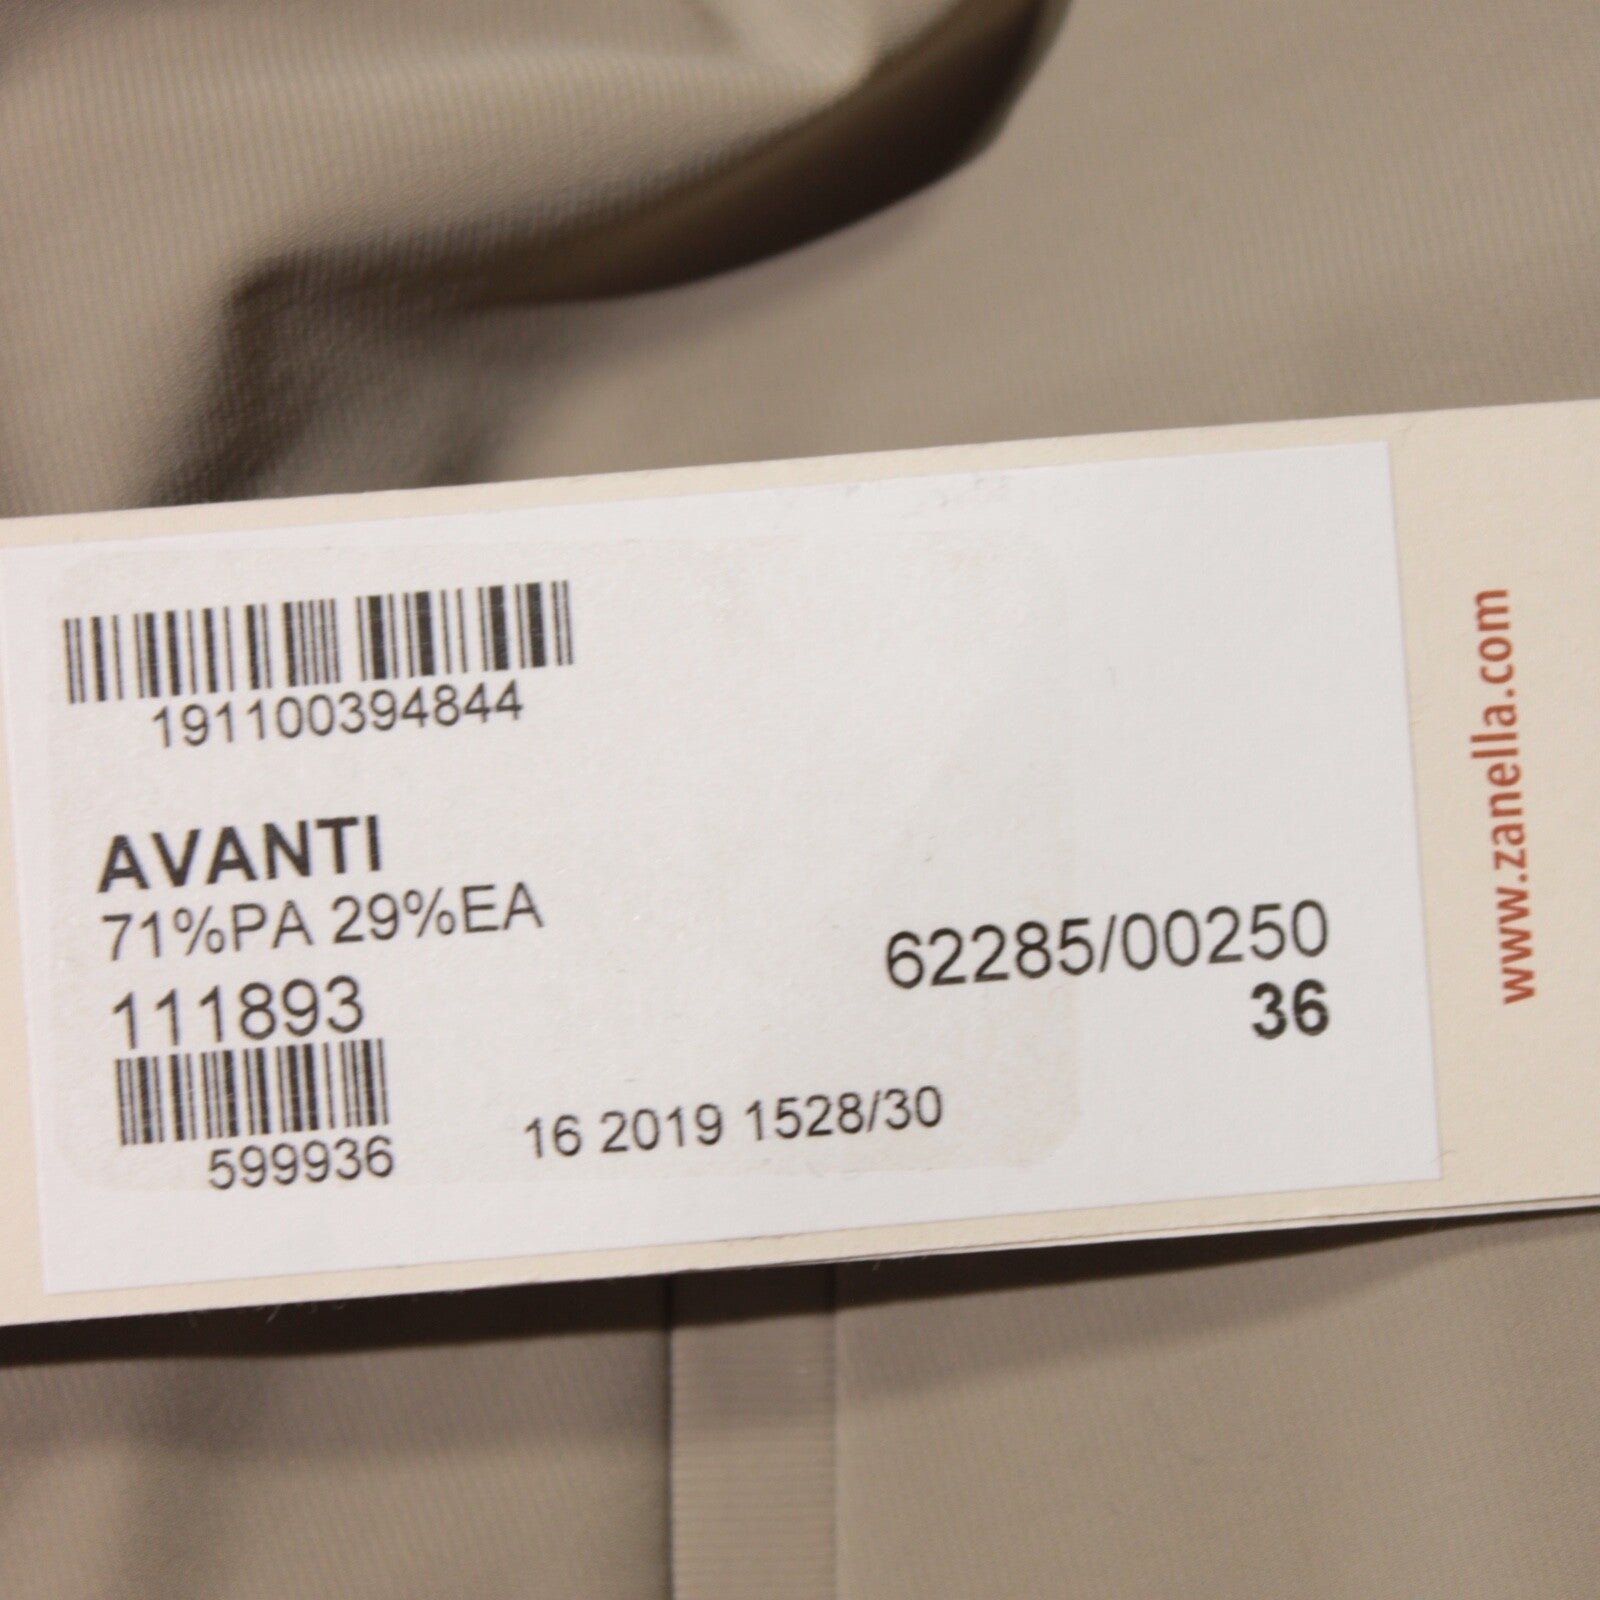 191100394844
AVANTI
71%PA 29%EA
111893
599936
62285/00250
36
16 2019 1528/30
www.zanella.com